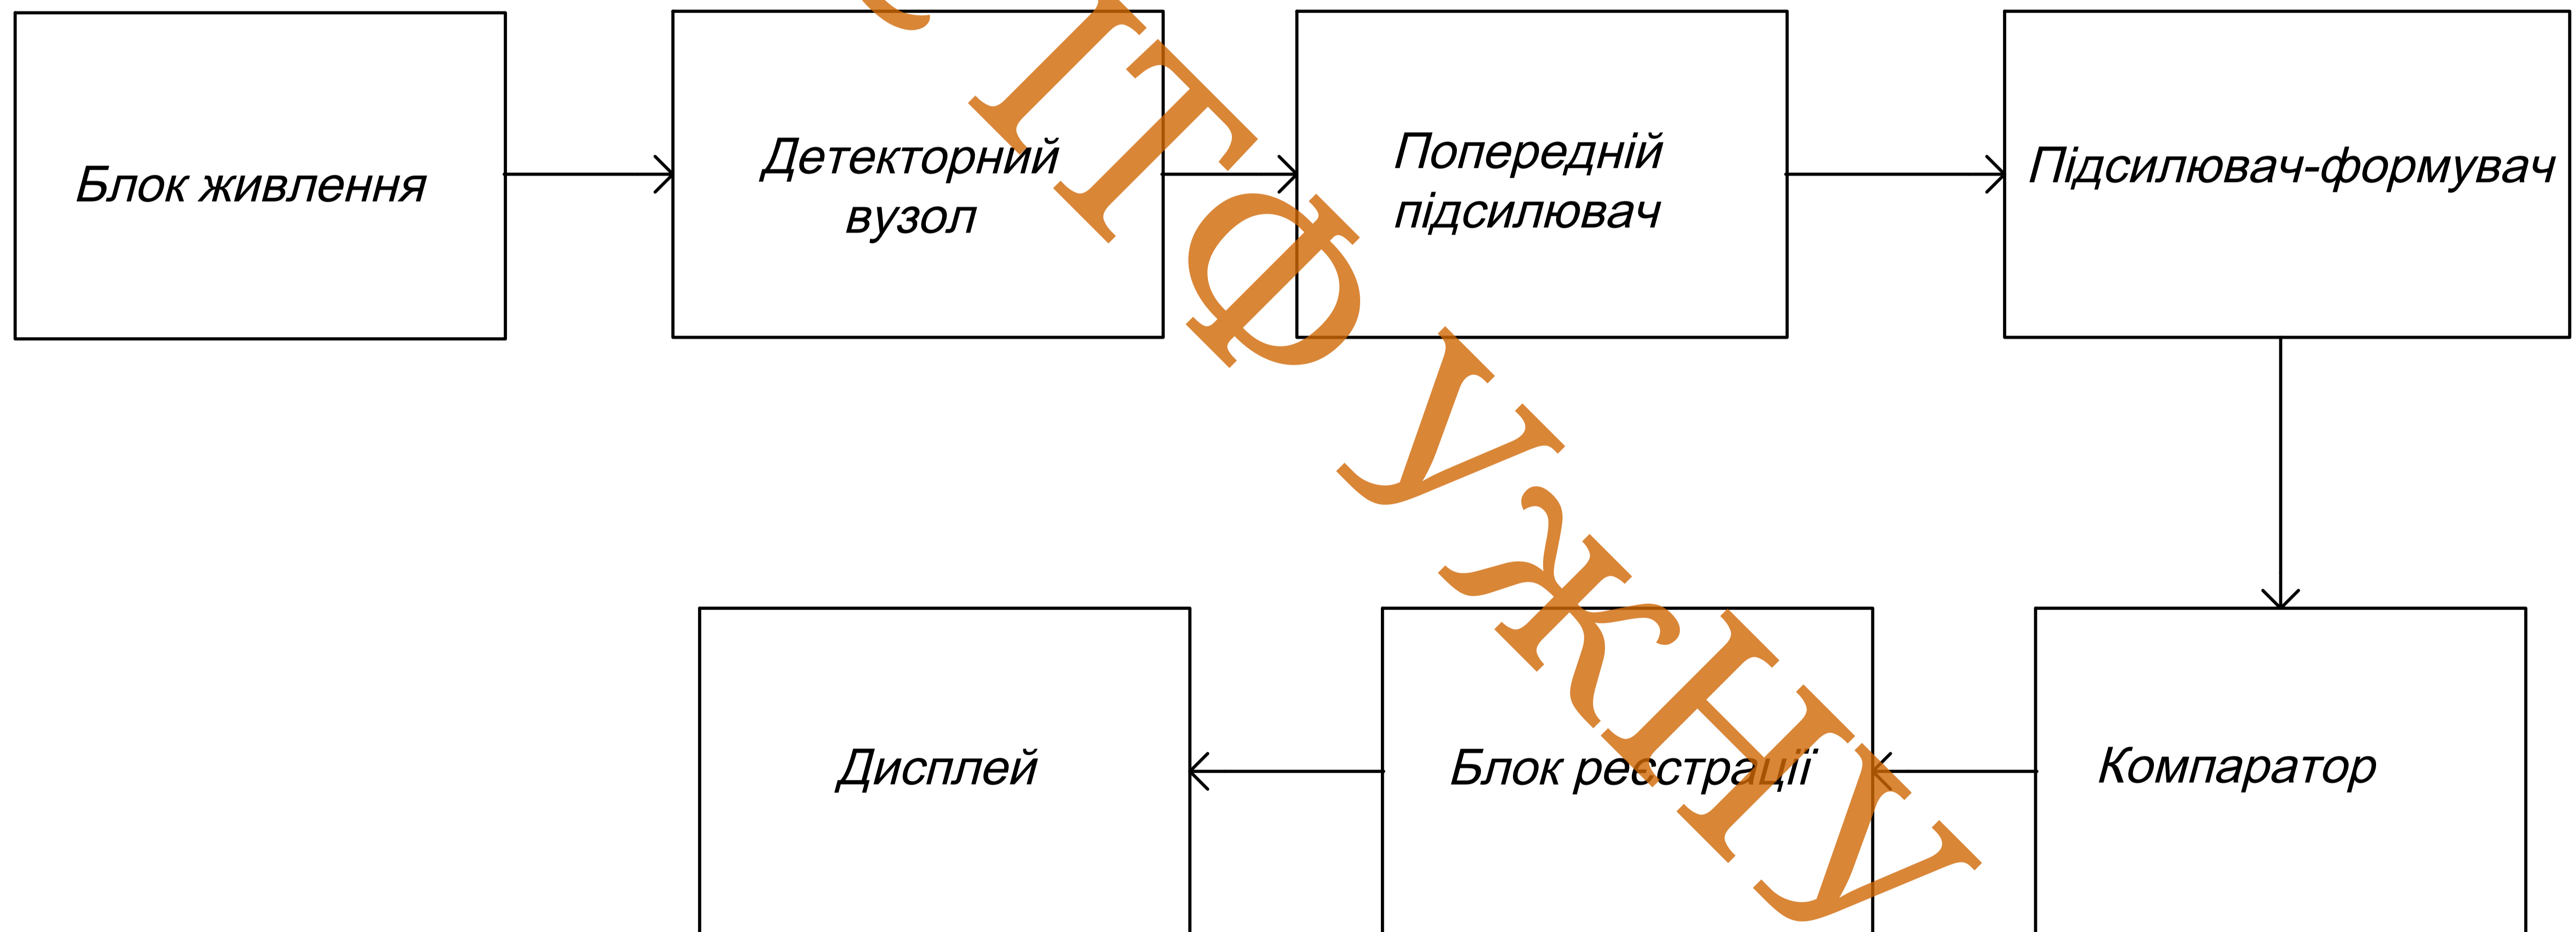 Блок живлення
Детекторний
вузол
Попередній
підсилювач
Підсилювач-формувач
Дисплей
Блок реєстрації
Компаратор
ІТФ УжНУ